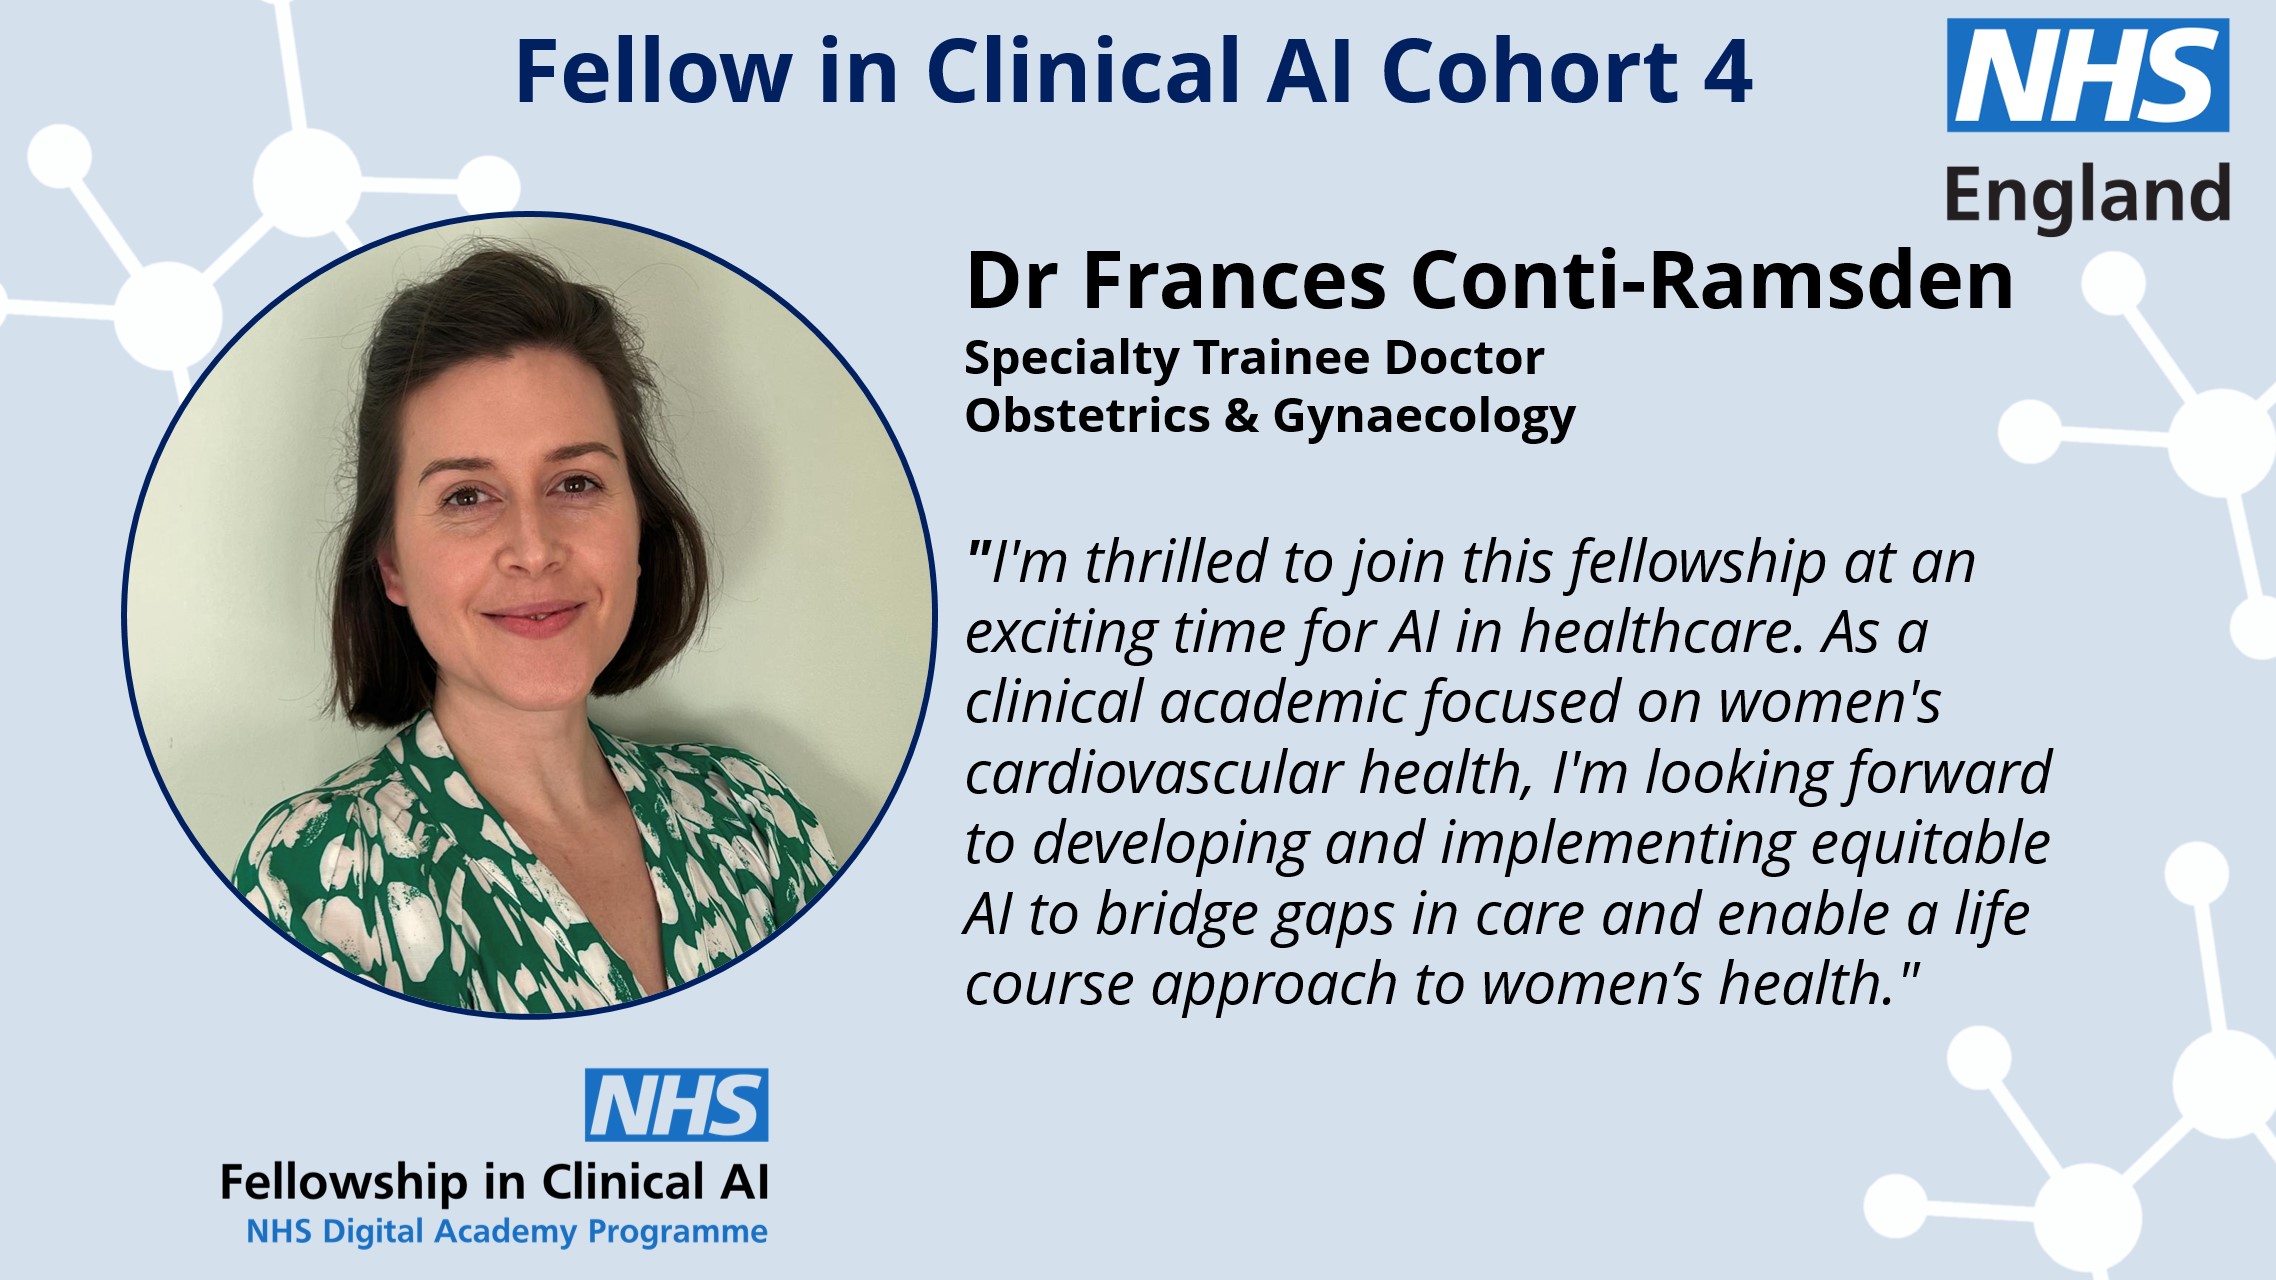 Fellow in Clinical AI Cohort 4
NHS
England
Dr Frances Conti-Ramsden
Specialty Trainee Doctor
Obstetrics & Gynaecology
"I'm thrilled to join this fellowship at an
exciting time for AI in healthcare. As a
clinical academic focused on women's
cardiovascular health, I'm looking forward
to developing and implementing equitable
AI to bridge gaps in care and enable a life
course approach to women’s health."
NHS
Fellowship in Clinical AI
NHS Digital Academy Programme